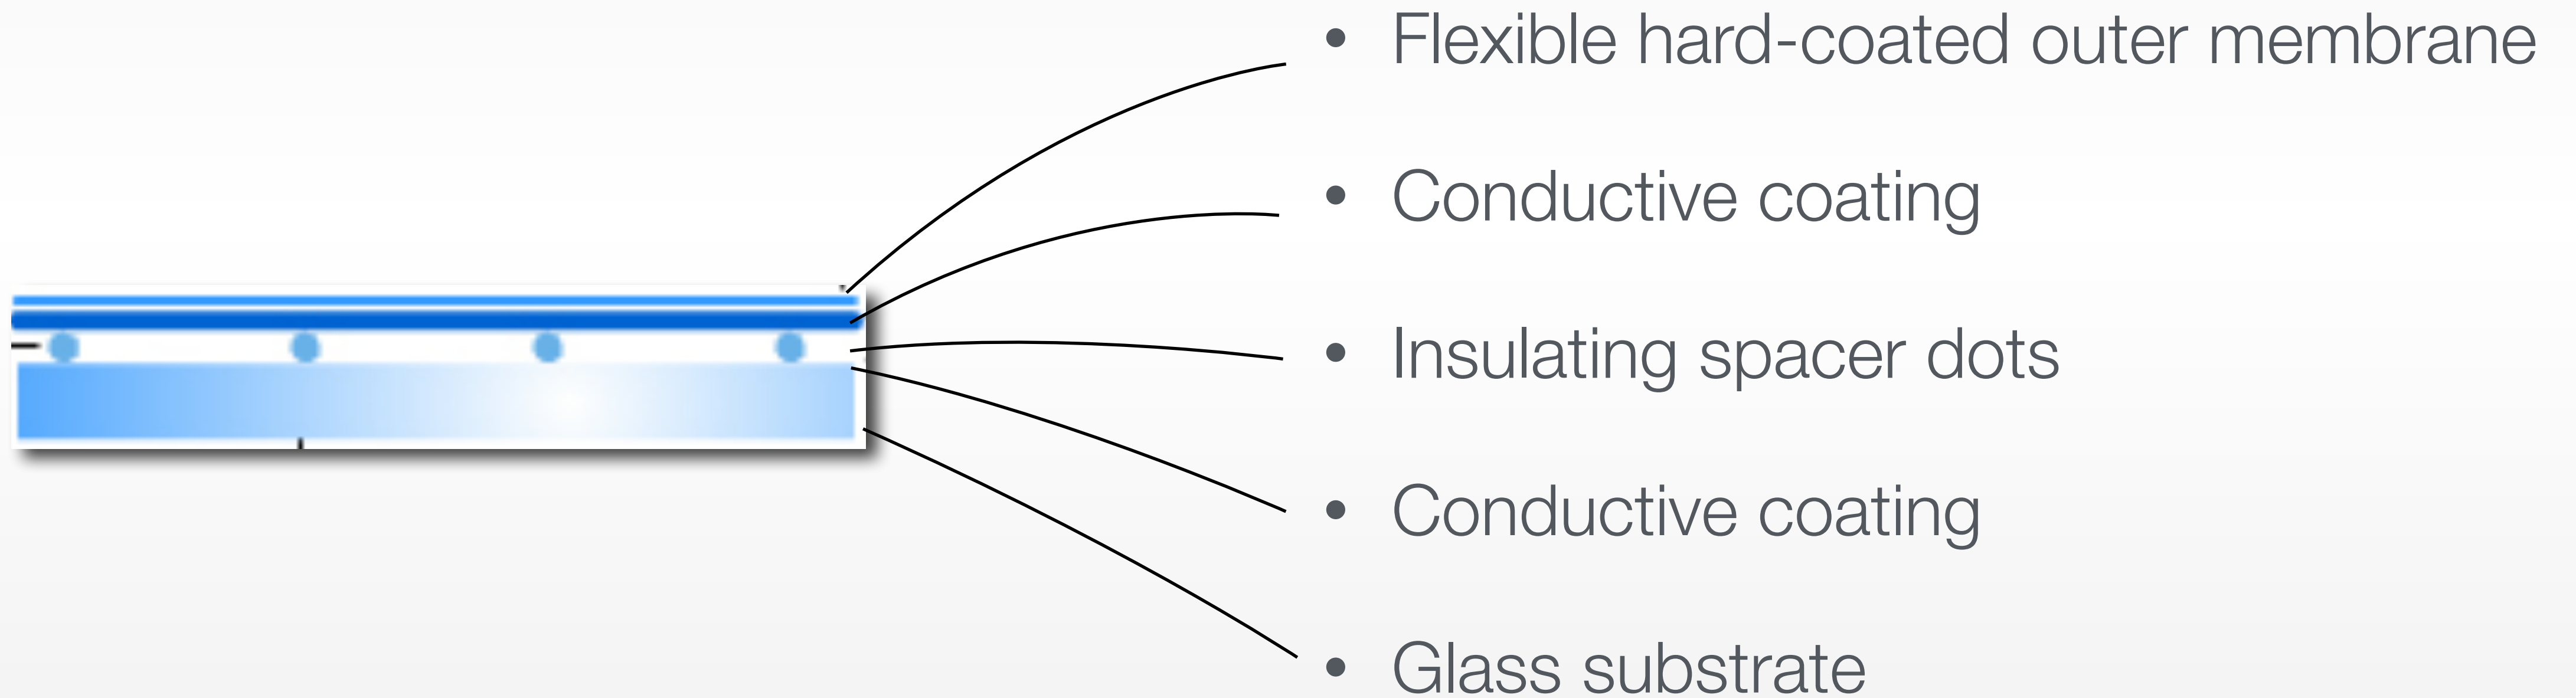 • Flexible hard-coated outer membrane
• Conductive coating
• Insulating spacer dots
• Conductive coating
• Glass substrate